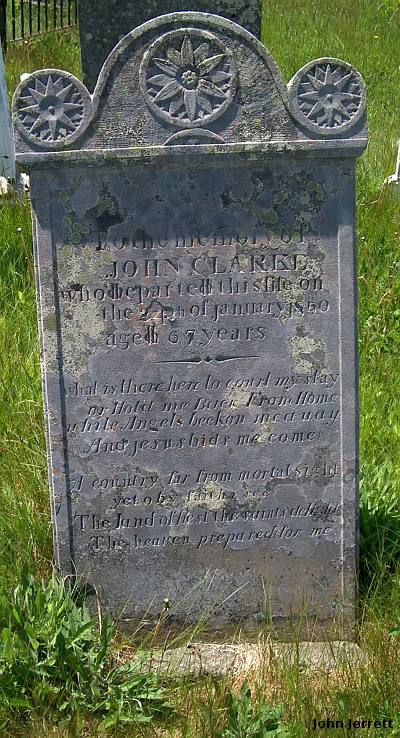 To the memory of
JOHN CLARKE
who departed this life on
the 24th of january 1850
aged 67 years
what is there here to court my stay
or Hold me Back From Home
while Angels beckon me away
And jesus bids me come
A country far from mortal sight
yet o by faith i see
The land of rest the saints delight
The heaven prepared for me
John Jerrett